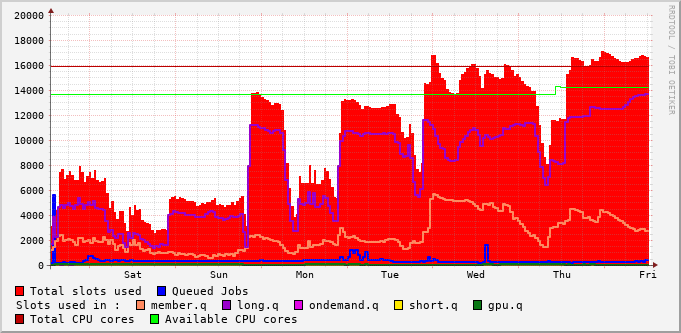 20000
18000
16000
14000
12000
10000
8000
6000
4000
2000
0
Sat Sun Mon Tue Wed Thu Fri
Total slots used Queued Jobs
Slots used in : member.q long.q ondemand.q short.q gpu.q
Total CPU cores Available CPU cores
RRDTOOL / TOBI OETIKER